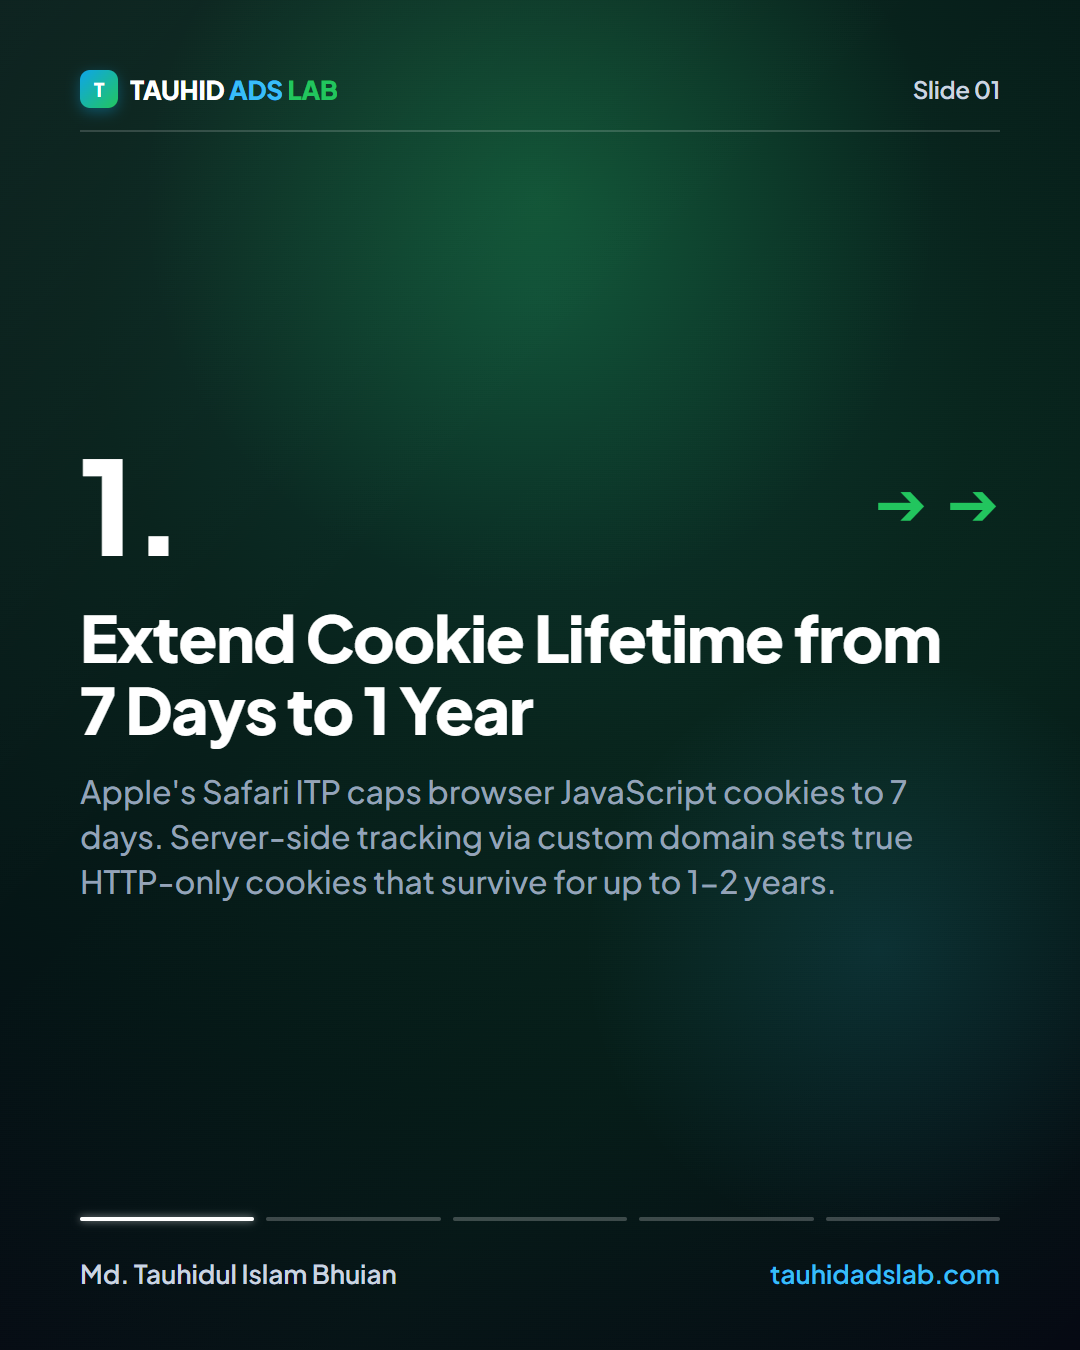 T TAUHID ADS LAB
Slide 01
1.
➔ ➔
Extend Cookie Lifetime from
7 Days to 1 Year
Apple's Safari ITP caps browser JavaScript cookies to 7
days. Server-side tracking via custom domain sets true
HTTP-only cookies that survive for up to 1–2 years.
Md. Tauhidul Islam Bhuian
tauhidadslab.com